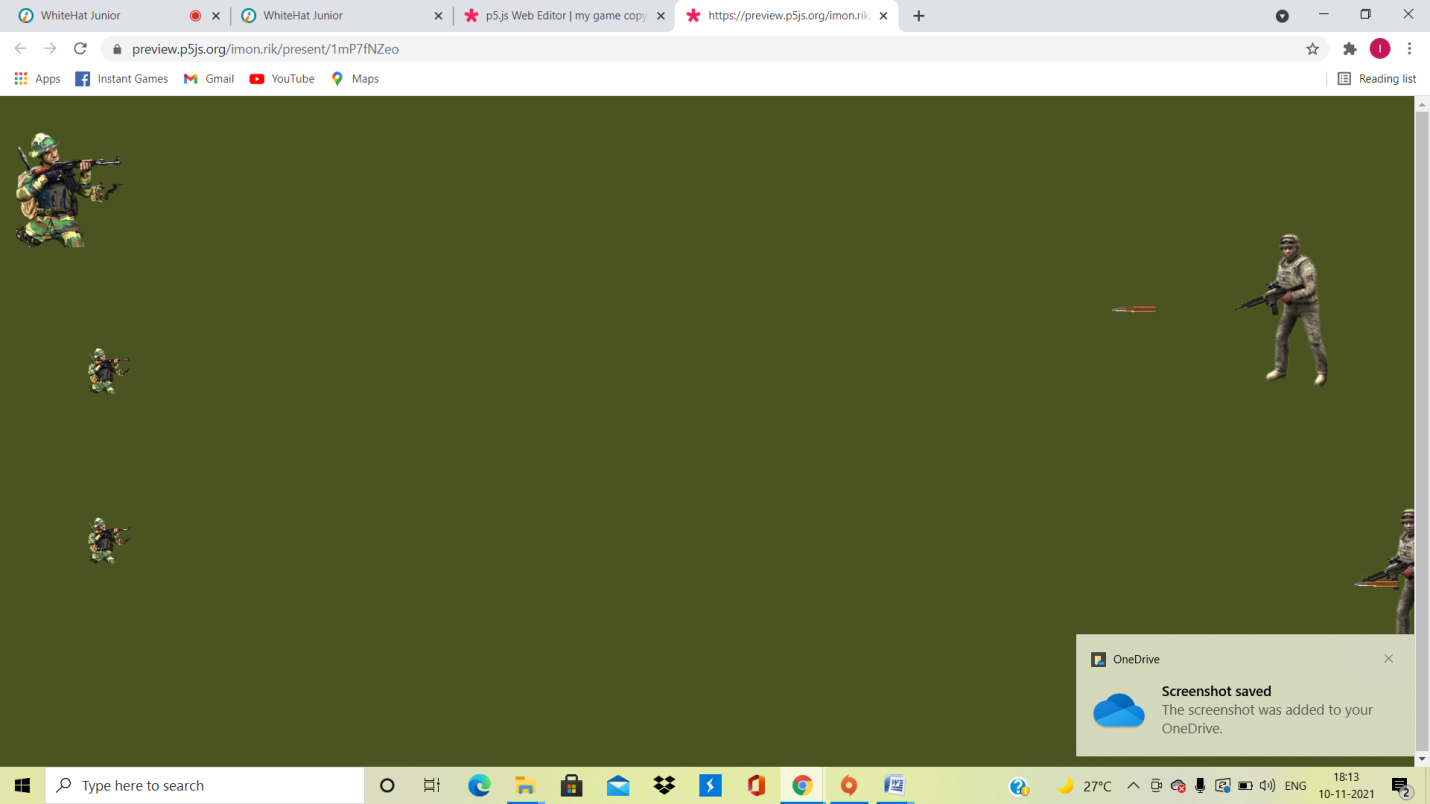 WhiteHat Junior
WhiteHat Junior
p5.js Web Editor | my game copy
https://preview.p5js.org/imon.rik
preview.p5js.org/imon.rik/present/1mP7fNZeo
I
Apps
Instant Games
Gmail
YouTube
Maps
Reading list
OneDrive
Screenshot saved
The screenshot was added to your
OneDrive.
Type here to search
27°C
ENG
18:13
10-11-2021
2